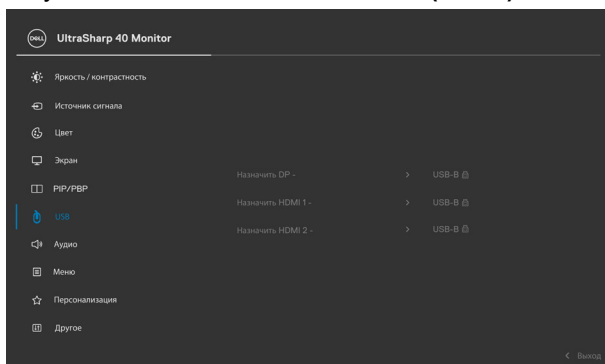 DELL UltraSharp 40 Monitor
Яркость / контрастность
Источник сигнала
Цвет
Экран
Назначить DP - > USB-B
PIP/PBP
Назначить HDMI 1 - > USB-B
USB
Назначить HDMI 2 - > USB-B
Аудио
Меню
Персонализация
Другое
< Выход